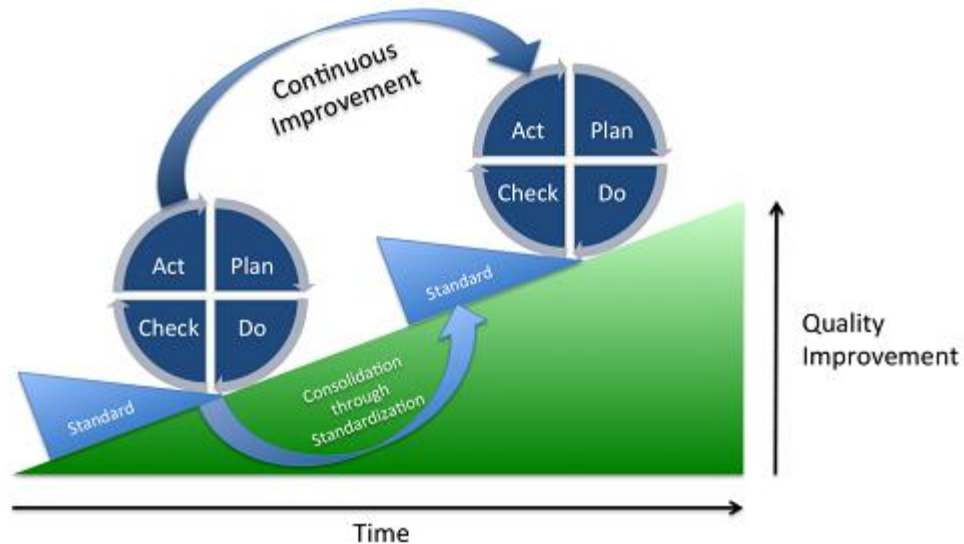 Continuous
Improvement
Act
Plan
Check
Do
Act
Plan
Check
Do
Standard
Standard
Consolidation
through
Standardization
Quality
Improvement
Time